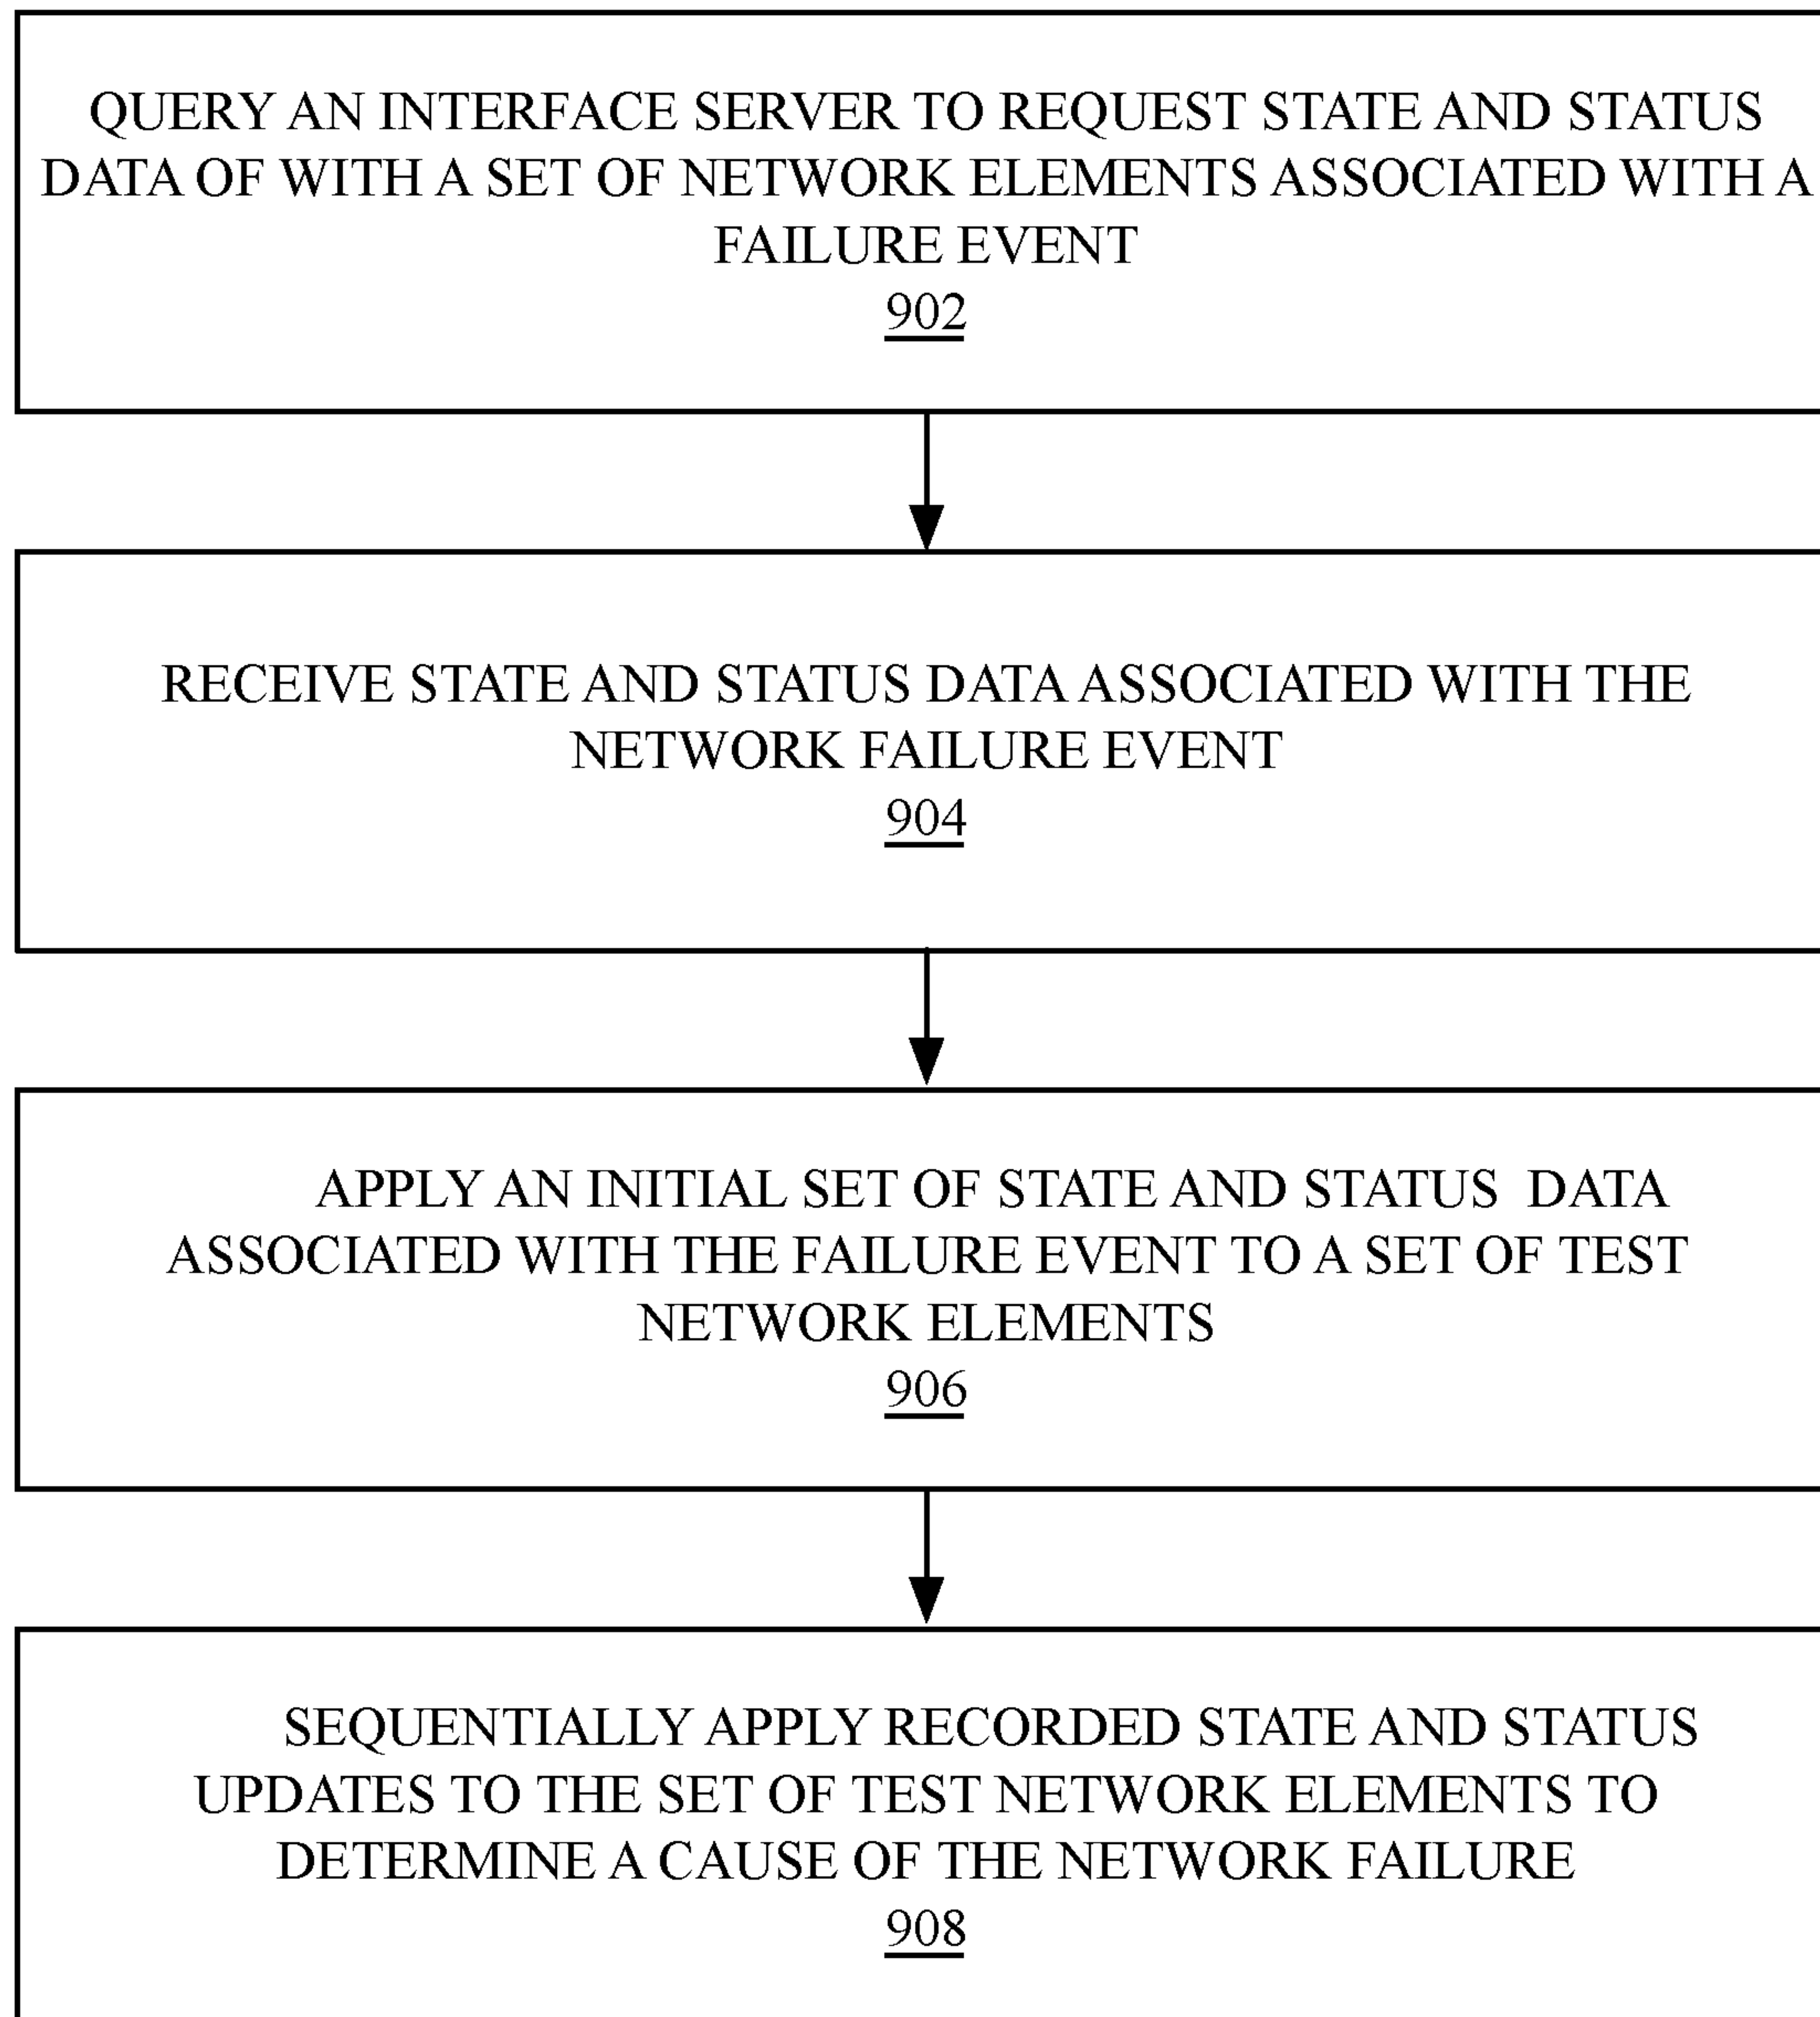 QUERY AN INTERFACE SERVER TO REQUEST STATE AND STATUS
DATA OF WITH A SET OF NETWORK ELEMENTS ASSOCIATED WITH A
FAILURE EVENT
902
RECEIVE STATE AND STATUS DATA ASSOCIATED WITH THE
NETWORK FAILURE EVENT
904
APPLY AN INITIAL SET OF STATE AND STATUS DATA
ASSOCIATED WITH THE FAILURE EVENT TO A SET OF TEST
NETWORK ELEMENTS
906
SEQUENTIALLY APPLY RECORDED STATE AND STATUS
UPDATES TO THE SET OF TEST NETWORK ELEMENTS TO
DETERMINE A CAUSE OF THE NETWORK FAILURE
908